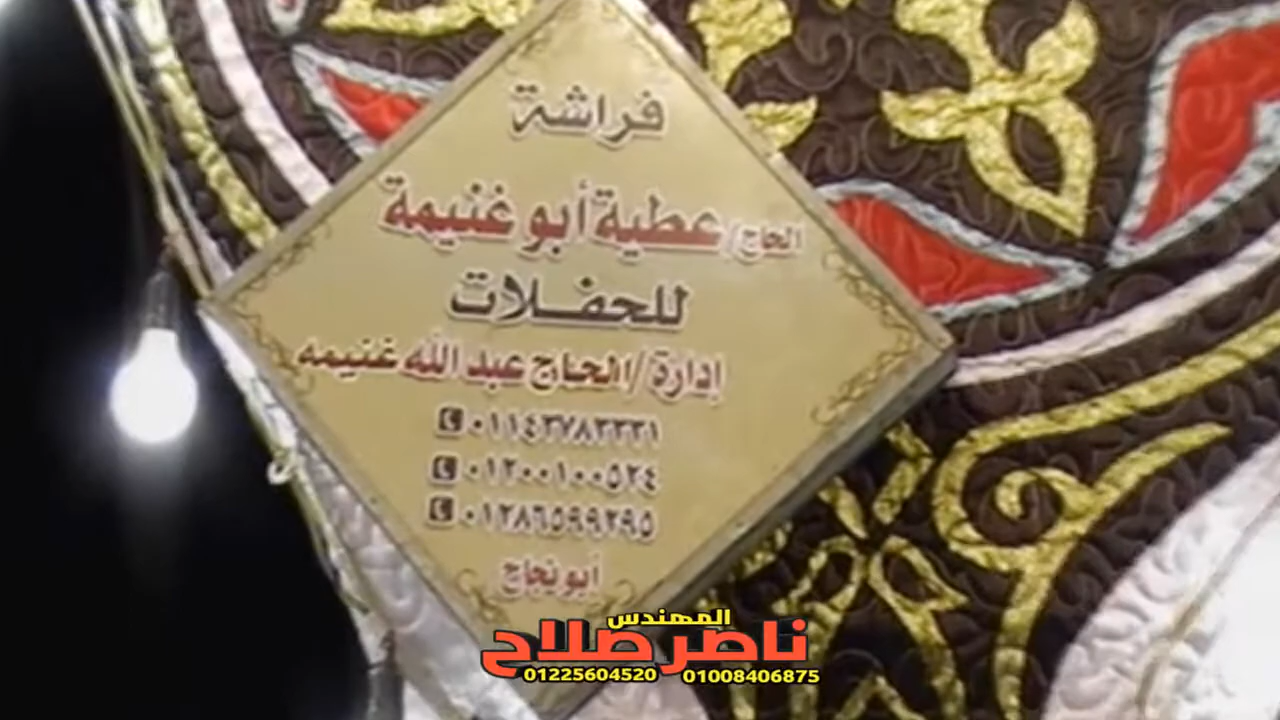 فراشة
الحاج/ عطية أبو غنيمة
للحفلات
إدارة/الحاج عبد الله غنيمه
٠١١٤٣٧٨٣٣٣١
٠١٢٠٠١٠٠٥٢٤
٠١٢٨٦٥٩٩٢٩٥
أبو نجاح
المهندس
ناصر صلاح
01225604520 01008406875